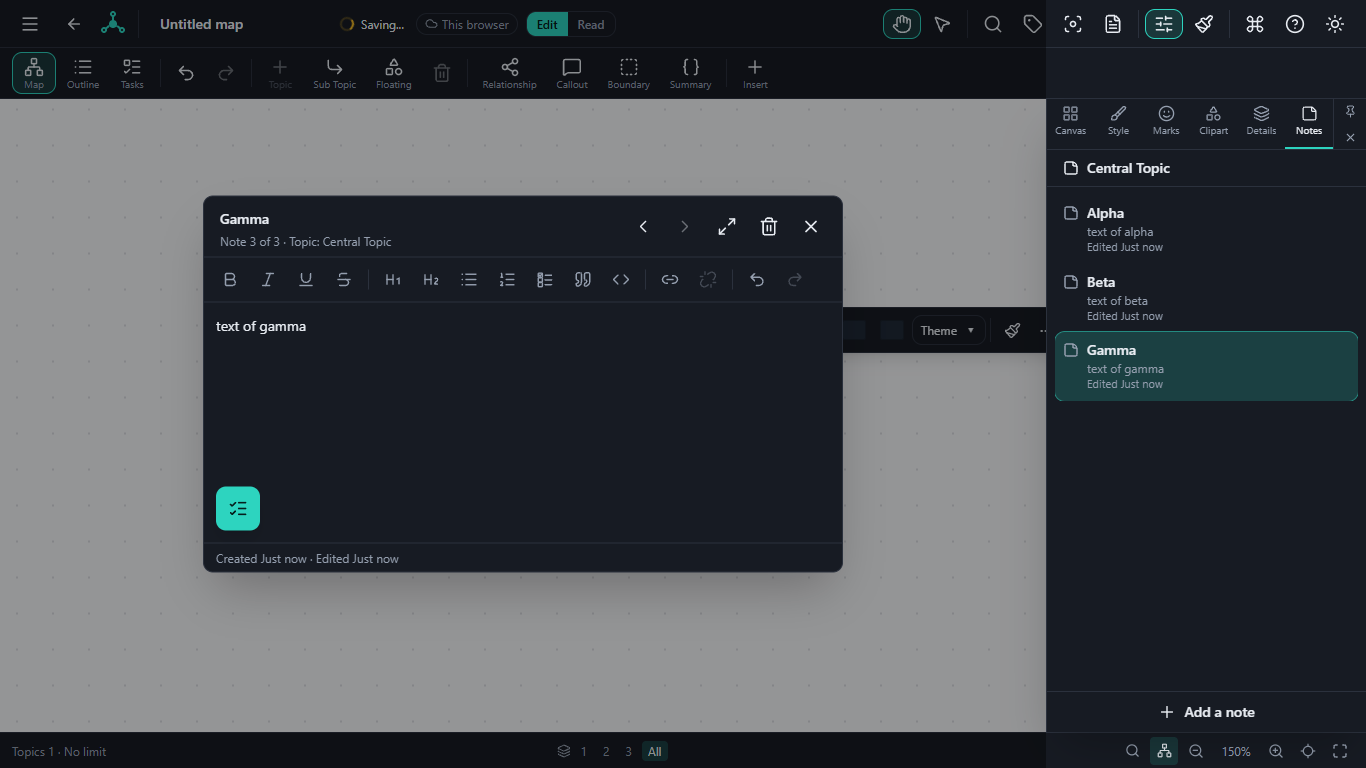 Untitled map
Saving...
This browser
Edit
Read
Map
Outline
Tasks
Topic
Sub Topic
Floating
Relationship
Callout
Boundary
Summary
Insert
Canvas
Style
Marks
Clipart
Details
Notes
Central Topic
Alpha
text of alpha
Edited Just now
Beta
text of beta
Edited Just now
Gamma
text of gamma
Edited Just now
Add a note
Gamma
Note 3 of 3 · Topic: Central Topic
B I U S H1 H2
text of gamma
Created Just now · Edited Just now
Theme
Topics 1 · No limit
1 2 3 All
150%